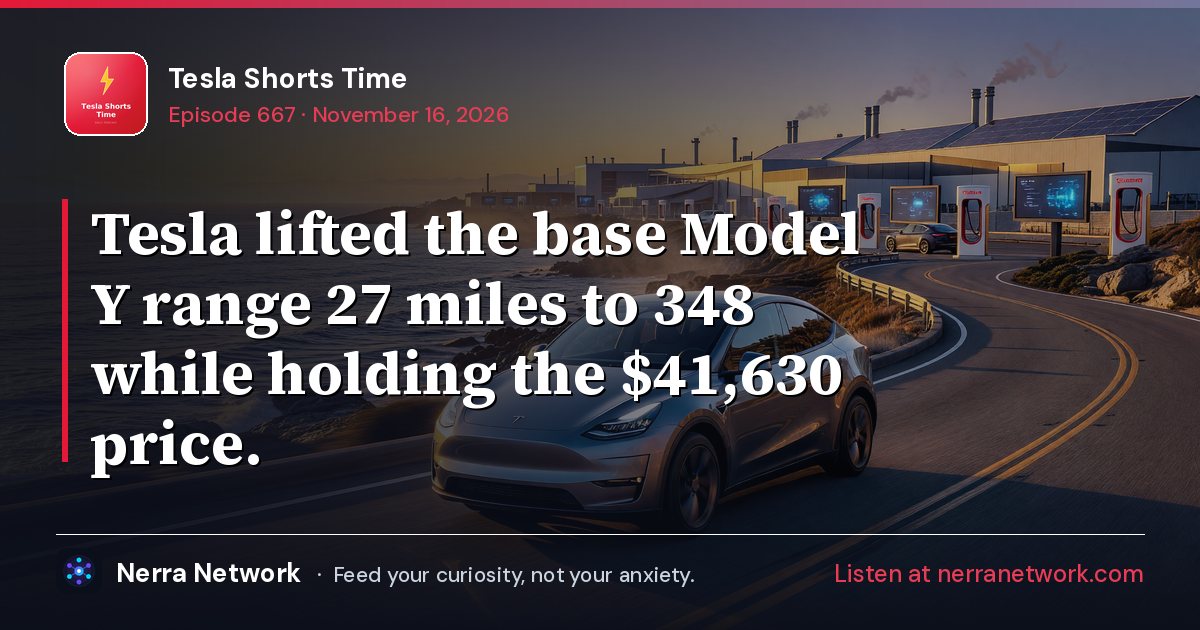 Tesla Shorts
Time
Tesla Shorts Time
Episode 667 · November 16, 2026
Tesla lifted the base Model
Y range 27 miles to 348
while holding the $41,630
price.
Nerra Network · Feed your curiosity, not your anxiety.
Listen at nerranetwork.com